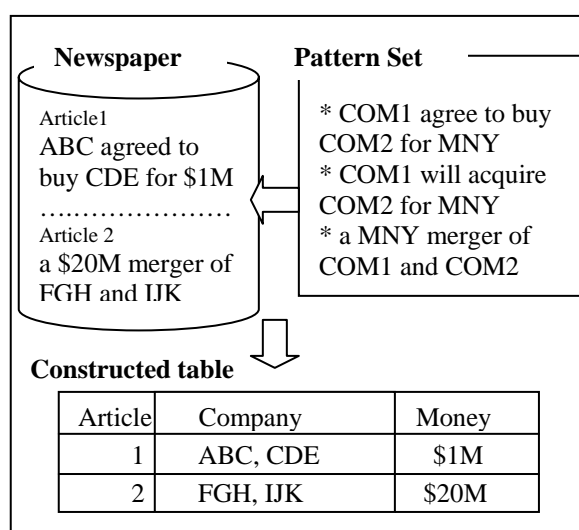 Newspaper
Article1
ABC agreed to
buy CDE for $1M
........................
Article 2
a $20M merger of
FGH and IJK
Pattern Set
* COM1 agree to buy
COM2 for MNY
* COM1 will acquire
COM2 for MNY
* a MNY merger of
COM1 and COM2
Constructed table
Article Company Money
1 ABC, CDE $1M
2 FGH, IJK $20M